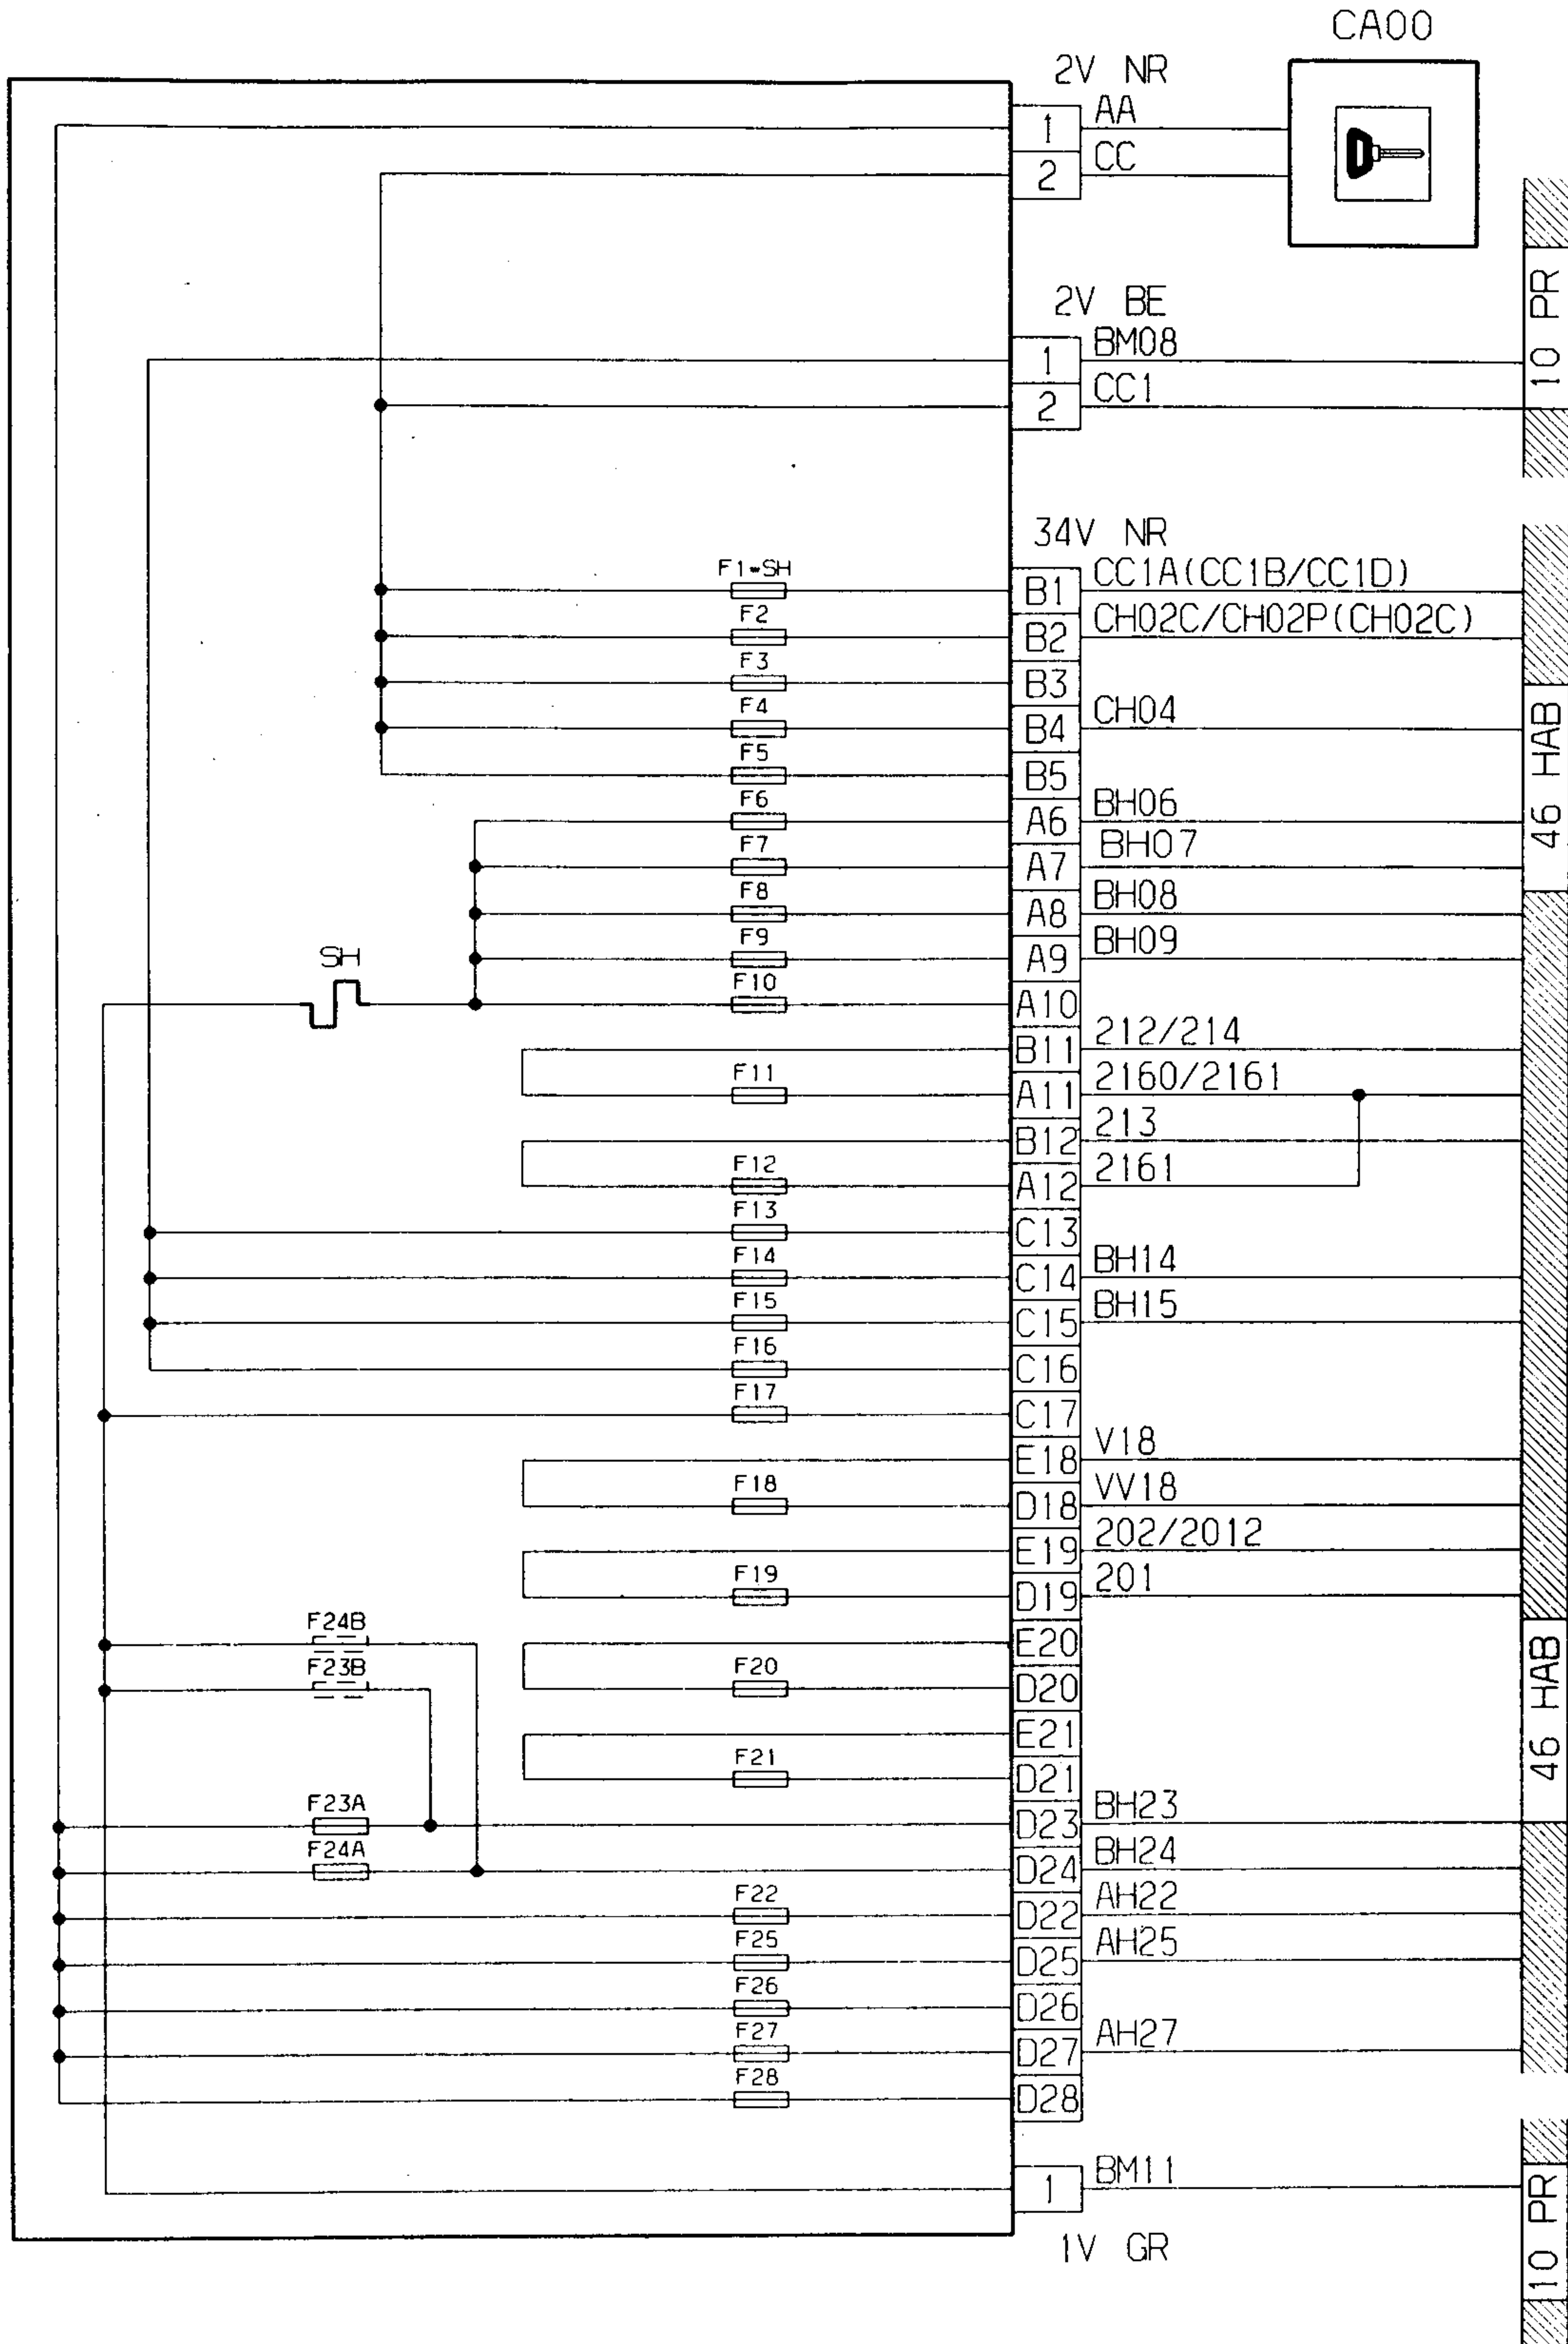 CA00
2V NR
1 AA
2 CC
2V BE
1 BM08
2 CC1
10 PR
34V NR
F1*SH B1 CC1A(CC1B/CC1D)
F2 B2 CH02C/CH02P(CH02C)
F3 B3
F4 B4 CH04
F5 B5
46 HAB
F6 A6 BH06
F7 A7 BH07
F8 A8 BH08
F9 A9 BH09
SH
F10 A10
B11 212/214
F11 A11 2160/2161
B12 213
F12 A12 2161
F13 C13
F14 C14 BH14
F15 C15 BH15
F16 C16
F17 C17
E18 V18
F18 D18 VV18
E19 202/2012
F19 D19 201
F24B E20
F23B F20 D20
46 HAB
E21
F21 D21
F23A D23 BH23
F24A D24 BH24
F22 D22 AH22
F25 D25 AH25
F26 D26
F27 D27 AH27
F28 D28
1 BM11
1V GR
10 PR